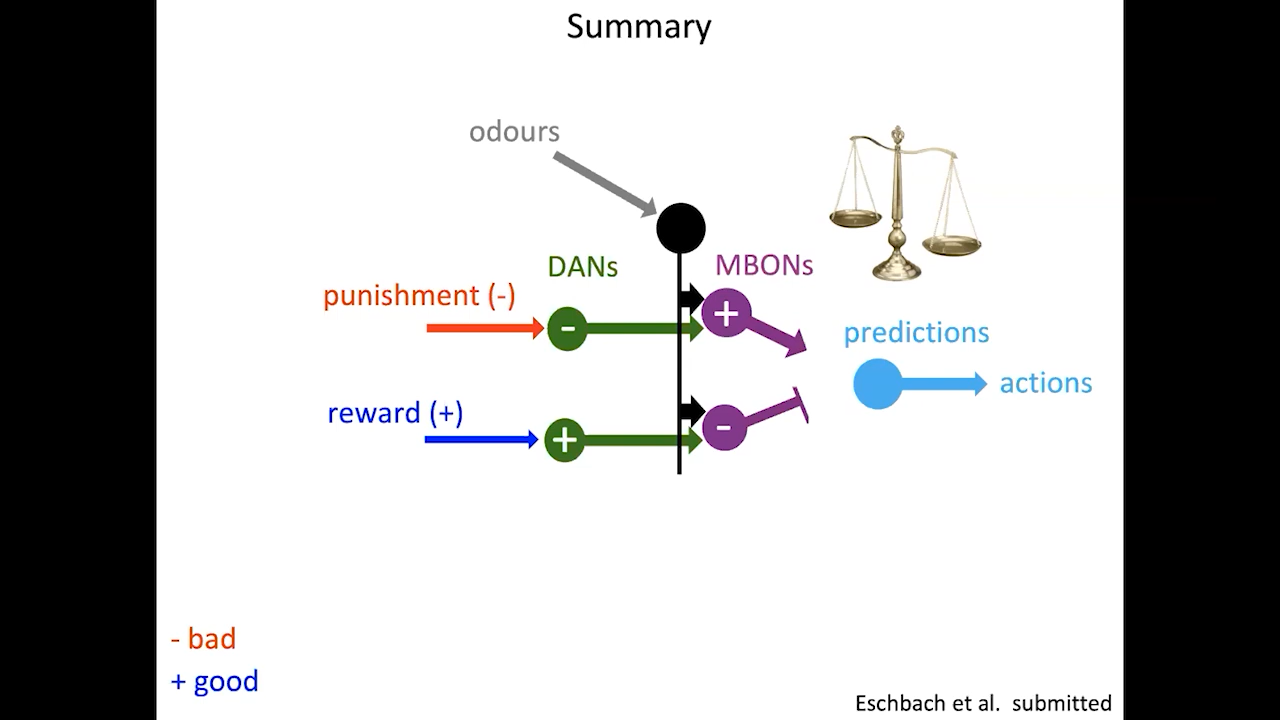 Summary
odours
DANs
MBONs
punishment (-)
-
+
predictions
actions
reward (+)
+
-
- bad
+ good
Eschbach et al.  submitted